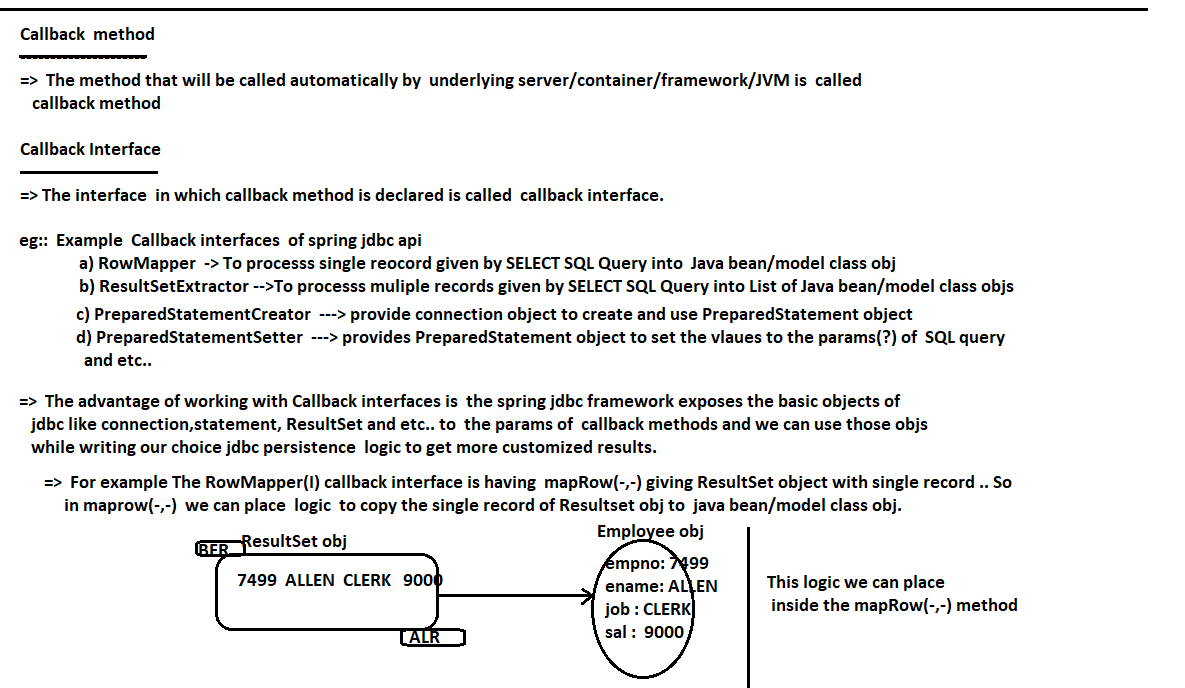 Callback method
=> The method that will be called automatically by underlying server/container/framework/JVM is called
callback method
Callback Interface
=> The interface in which callback method is declared is called callback interface.
eg:: Example Callback interfaces of spring jdbc api
a) RowMapper -> To processs single reocord given by SELECT SQL Query into Java bean/model class obj
b) ResultSetExtractor -->To processs muliple records given by SELECT SQL Query into List of Java bean/model class objs
c) PreparedStatementCreator ---> provide connection object to create and use PreparedStatement object
d) PreparedStatementSetter ---> provides PreparedStatement object to set the vlaues to the params(?) of SQL query
and etc..
=> The advantage of working with Callback interfaces is the spring jdbc framework exposes the basic objects of
jdbc like connection,statement, ResultSet and etc.. to the params of callback methods and we can use those objs
while writing our choice jdbc persistence logic to get more customized results.
=> For example The RowMapper(I) callback interface is having mapRow(-,-) giving ResultSet object with single record .. So
in maprow(-,-) we can place logic to copy the single record of Resultset obj to java bean/model class obj.
BFR
ResultSet obj
7499 ALLEN CLERK 9000
ALR
Employee obj
empno: 7499
ename: ALLEN
job : CLERK
sal : 9000
This logic we can place
inside the mapRow(-,-) method